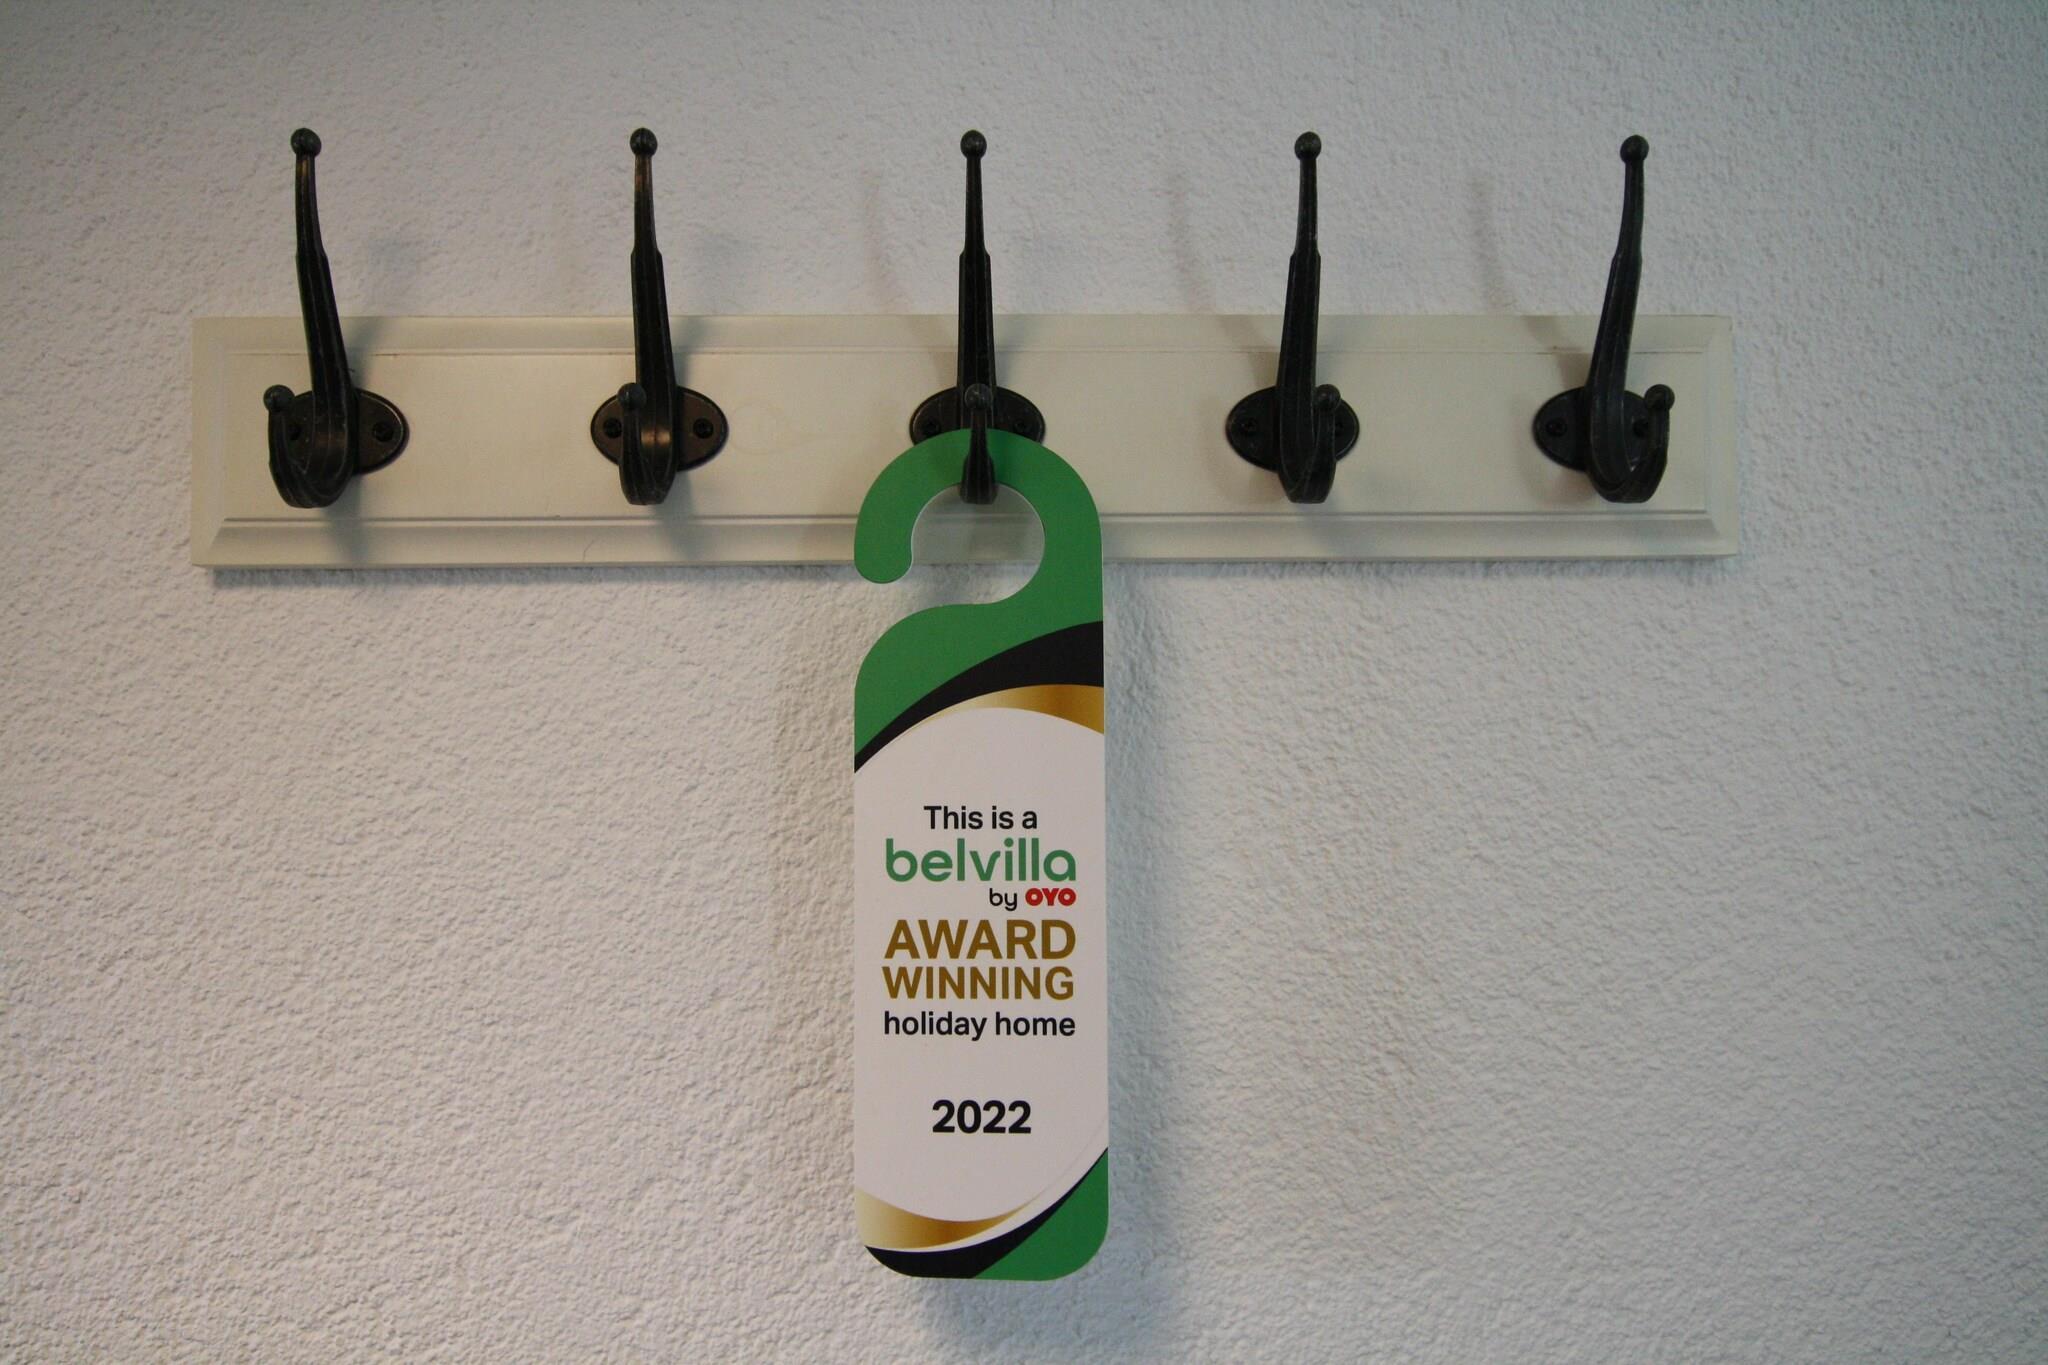 This is a
belvilla
by OYO
AWARD
WINNING
holiday home
2022